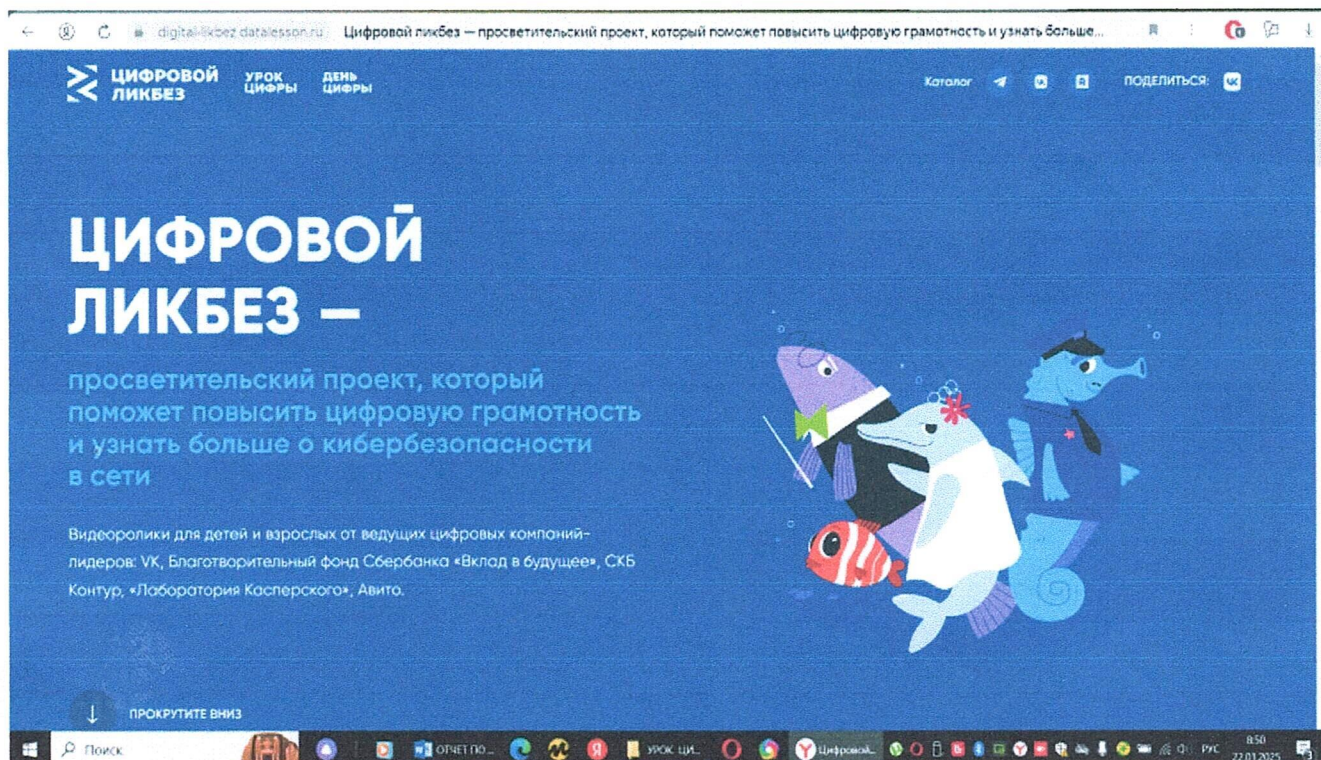 digital-likbez.datalesson.ru Цифровой ликбез — просветительский проект, который поможет повысить цифровую грамотность и узнать больше...
ЦИФРОВОЙ ЛИКБЕЗ
УРОК ЦИФРЫ
ДЕНЬ ЦИФРЫ
Каталог
ПОДЕЛИТЬСЯ:
ЦИФРОВОЙ
ЛИКБЕЗ —
просветительский проект, который
поможет повысить цифровую грамотность
и узнать больше о кибербезопасности
в сети
Видеоролики для детей и взрослых от ведущих цифровых компаний-
лидеров: VK, Благотворительный фонд Сбербанка «Вклад в будущее», СКБ
Контур, «Лаборатория Касперского», Авито.
ПРОКРУТИТЕ ВНИЗ
Поиск
ОТЧЕТ ПО ...
УРОК ЦИ...
Цифровой...
РУС
8:50
22.01.2025